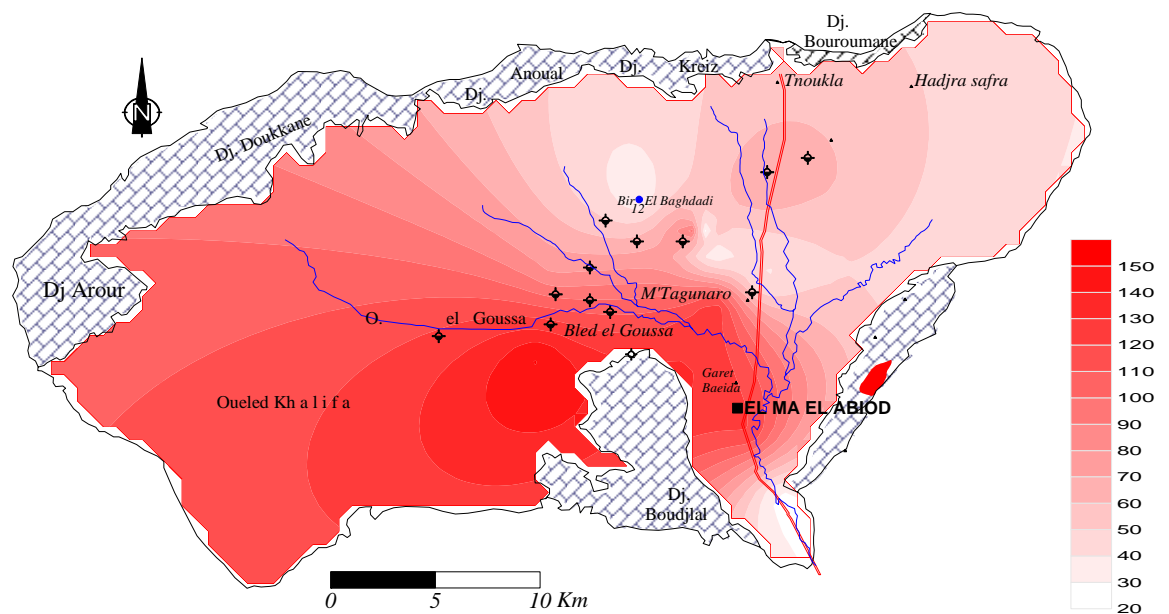 Dj.
Bouroumane
Dj.
Anoual
Kreiz
Dj.
Tnoukla
Hadjra safra
N
Dj. Doukkane
Bir El Baghdadi
12
Dj Arour
M'Tagunaro
O. el Goussa
Bled el Goussa
Garet
Baeida
Oueled Kh a l i f a
EL MA EL ABIOD
Dj.
Boudjlal
0 5 10 Km
150
140
130
120
110
100
90
80
70
60
50
40
30
20